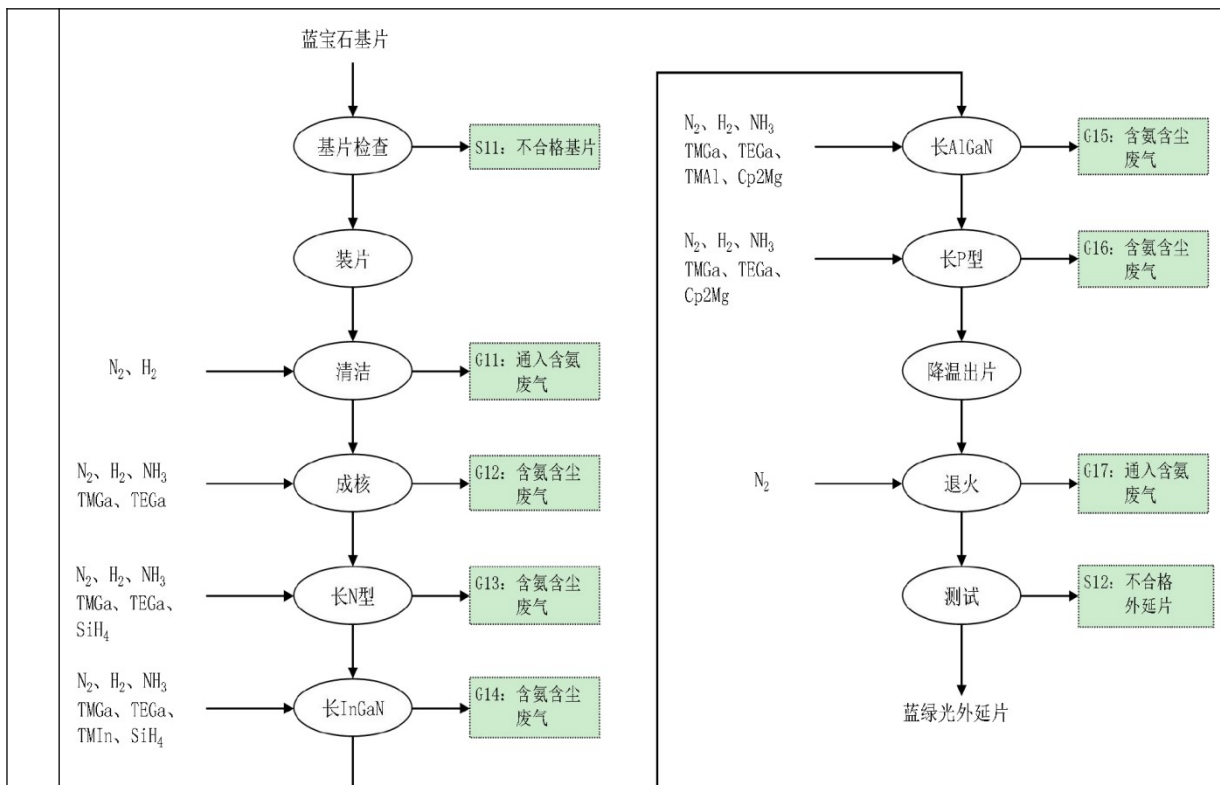 蓝宝石基片
基片检查
S11: 不合格基片
装片
N₂、H₂
清洁
G11: 通入含氨
废气
N₂、H₂、NH₃
TMGa、TEGa
成核
G12: 含氨含尘
废气
N₂、H₂、NH₃
TMGa、TEGa、
SiH₄
长N型
G13: 含氨含尘
废气
N₂、H₂、NH₃
TMGa、TEGa、
TMIn、SiH₄
长InGaN
G14: 含氨含尘
废气
N₂、H₂、NH₃
TMGa、TEGa、
TMAl、Cp2Mg
长AlGaN
G15: 含氨含尘
废气
N₂、H₂、NH₃
TMGa、TEGa、
Cp2Mg
长P型
G16: 含氨含尘
废气
降温出片
N₂
退火
G17: 通入含氨
废气
测试
S12: 不合格
外延片
蓝绿光外延片